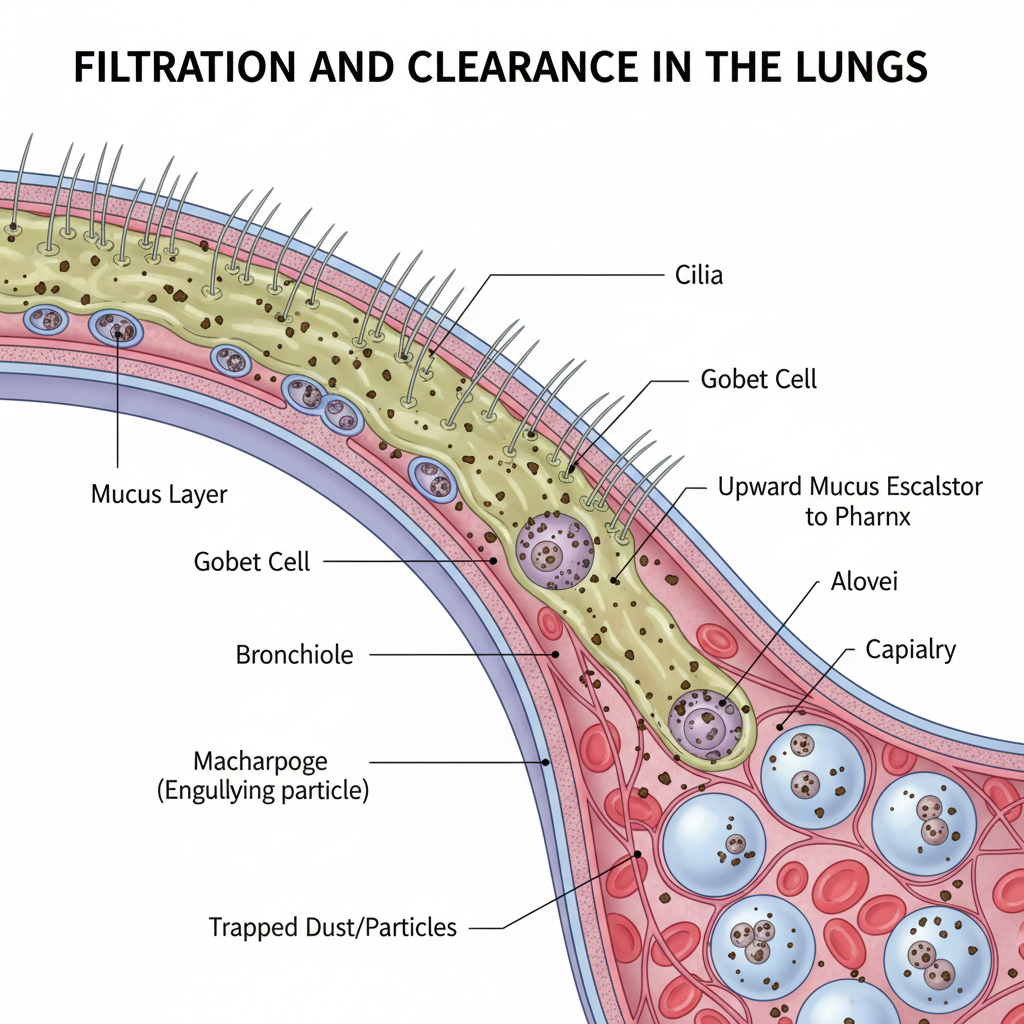 FILTRATION AND CLEARANCE IN THE LUNGS
Cilia
Gobet Cell
Mucus Layer
Upward Mucus Escalstor
to Pharnx
Gobet Cell
Alovei
Bronchiole
Capialry
Macharpoge
(Engullying particle)
Trapped Dust/Particles